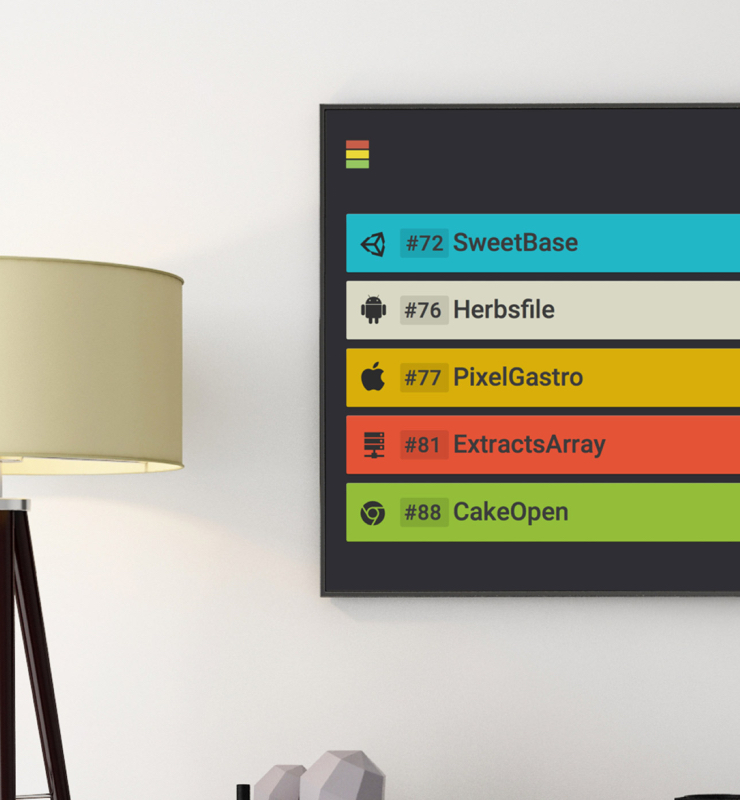 #72 SweetBase
#76 Herbsfile
#77 PixelGastro
#81 ExtractsArray
#88 CakeOpen